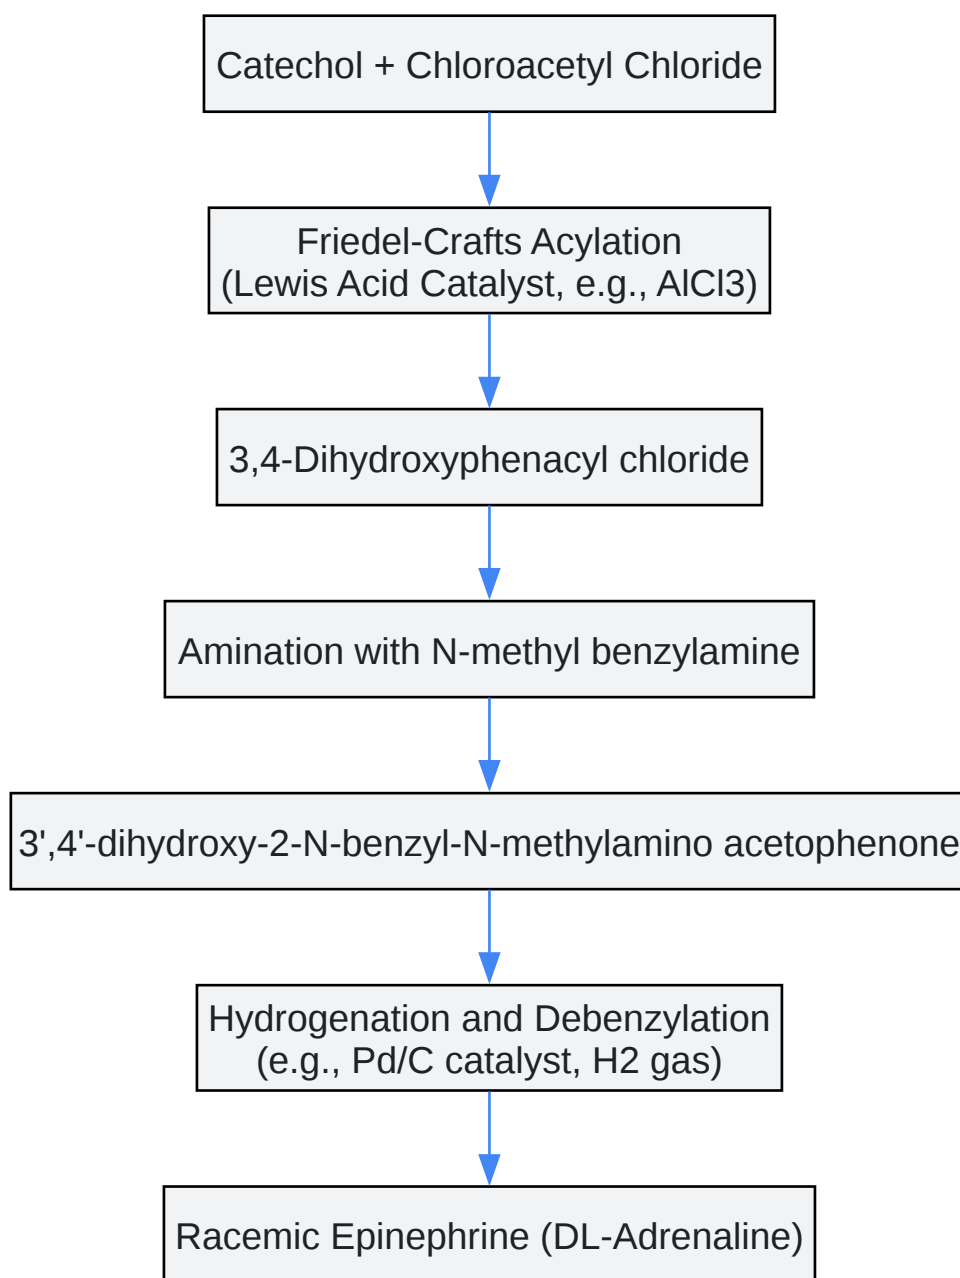 Catechol + Chloroacetyl Chloride
Friedel-Crafts Acylation
(Lewis Acid Catalyst, e.g., AlCl3)
3,4-Dihydroxyphenacyl chloride
Amination with N-methyl benzylamine
3',4'-dihydroxy-2-N-benzyl-N-methylamino acetophenone
Hydrogenation and Debenzylation
(e.g., Pd/C catalyst, H2 gas)
Racemic Epinephrine (DL-Adrenaline)